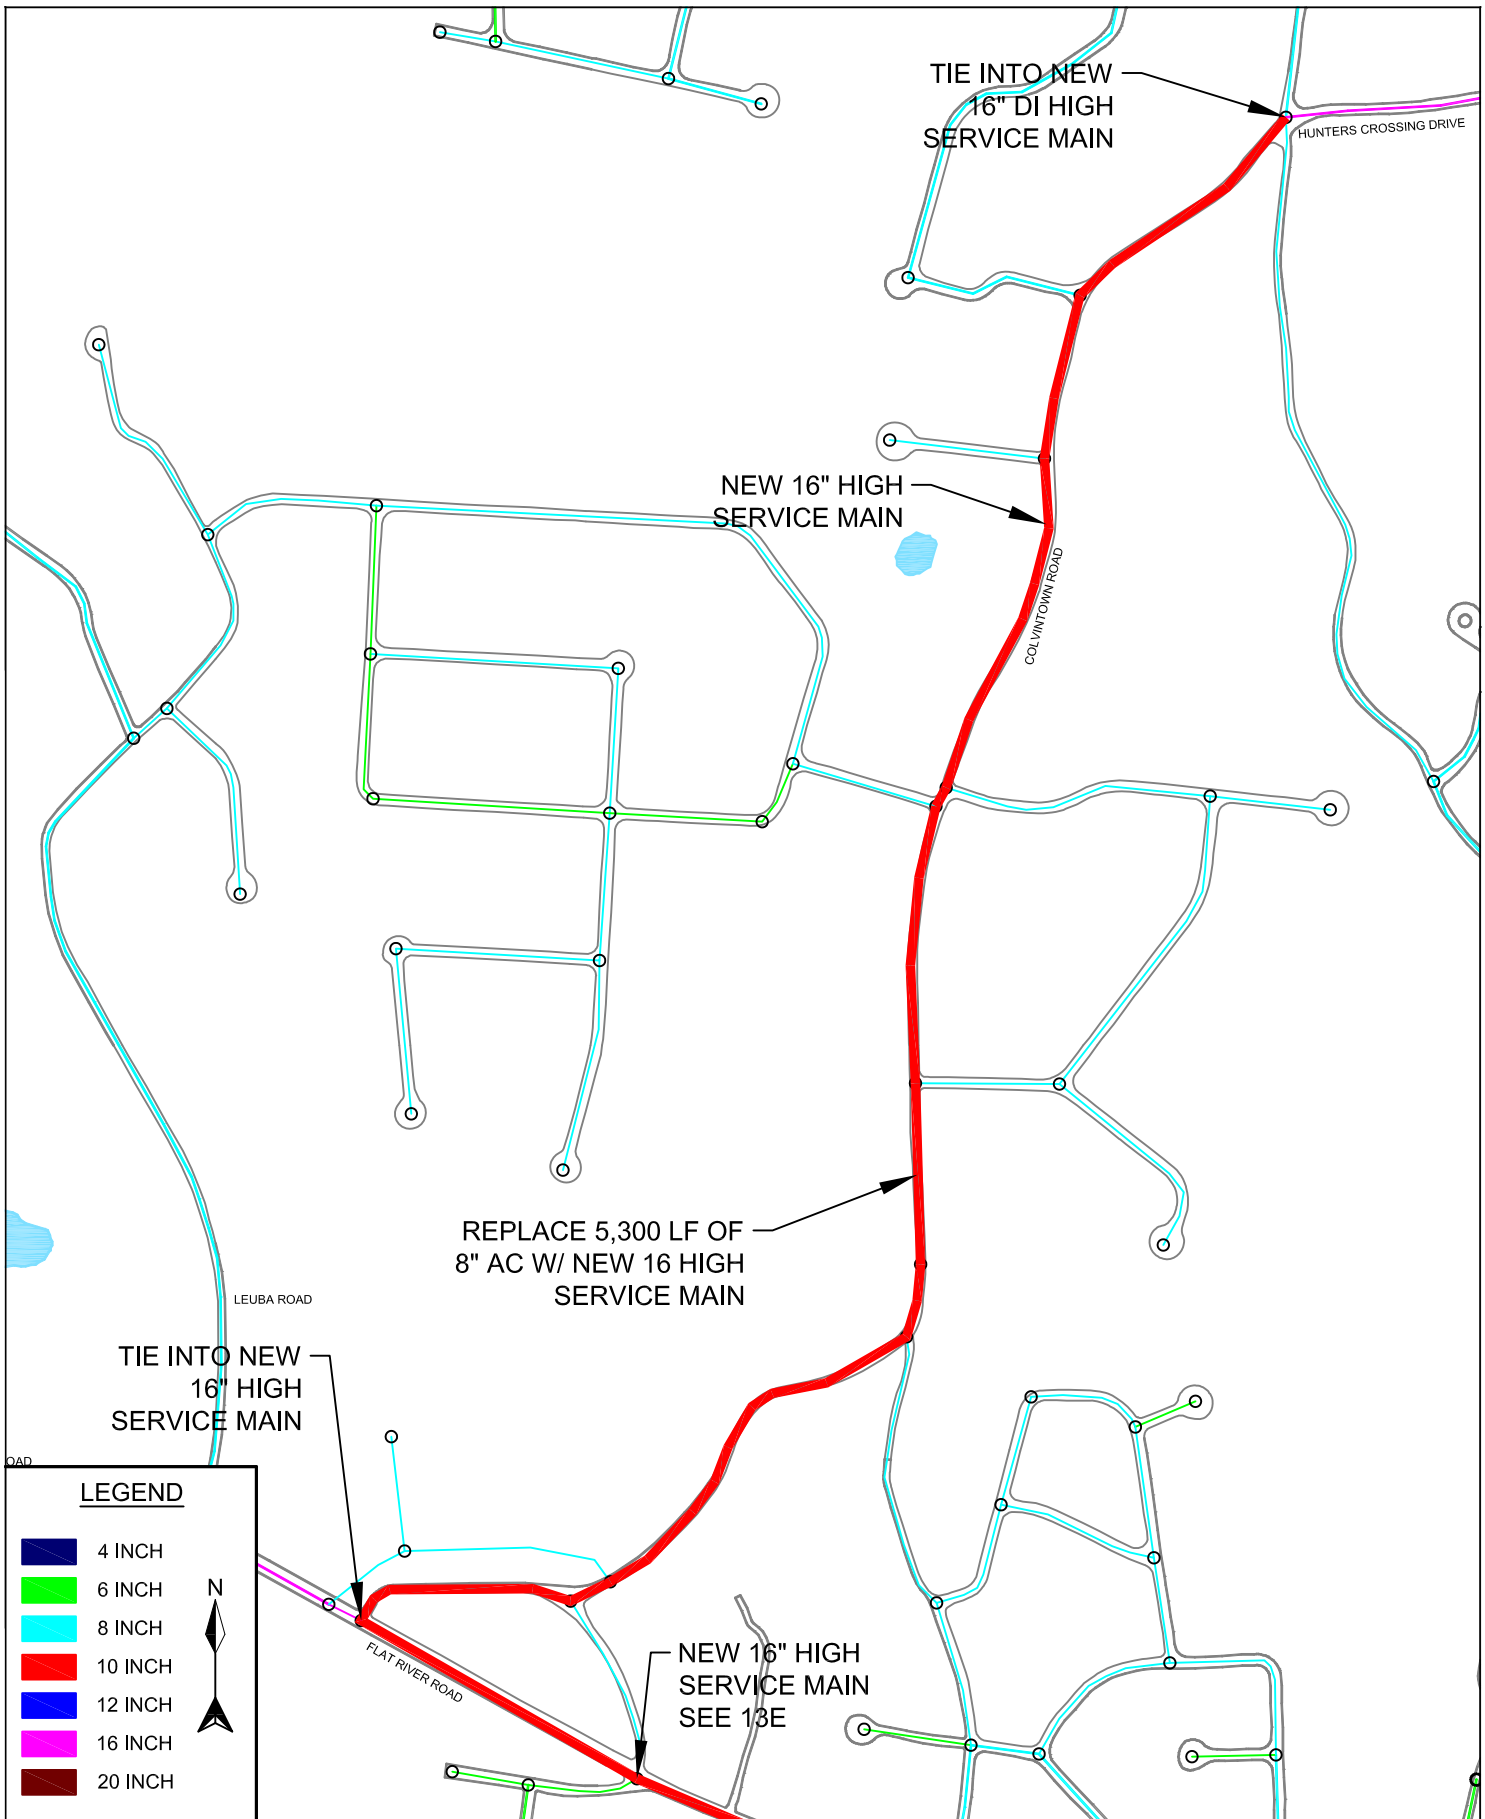 TIE INTO NEW
16" DI HIGH
SERVICE MAIN
HUNTERS CROSSING DRIVE
NEW 16" HIGH
SERVICE MAIN
COLVINTOWN ROAD
REPLACE 5,300 LF OF
8" AC W/ NEW 16 HIGH
SERVICE MAIN
LEUBA ROAD
TIE INTO NEW
16" HIGH
SERVICE MAIN
OAD
FLAT RIVER ROAD
NEW 16" HIGH
SERVICE MAIN
SEE 13E
LEGEND
4 INCH
6 INCH
8 INCH
10 INCH
12 INCH
16 INCH
20 INCH
N